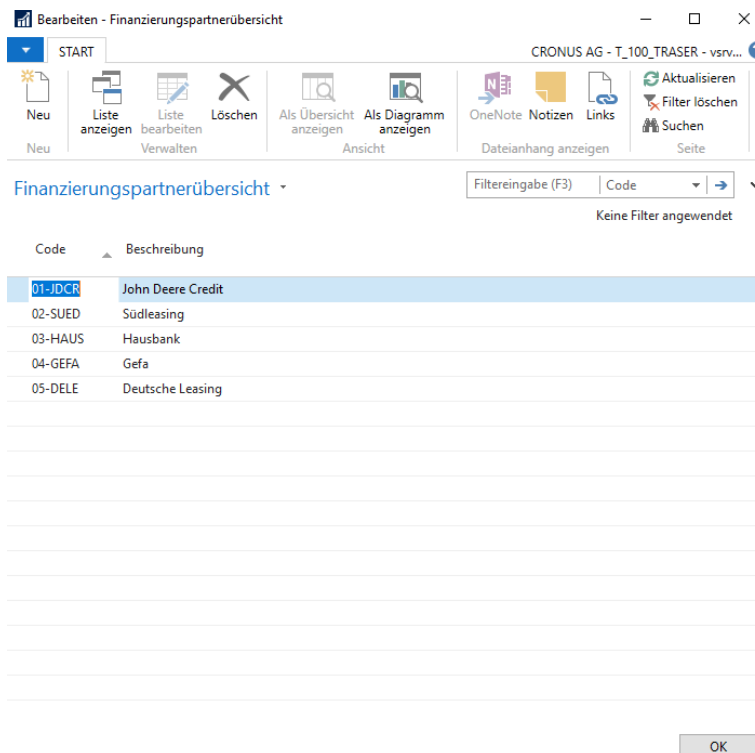 Bearbeiten - Finanzierungspartnerübersicht
START
CRONUS AG - T_100_TRASER - vsrv...
Neu
Liste anzeigen
Liste bearbeiten
Löschen
Als Übersicht anzeigen
Als Diagramm anzeigen
OneNote
Notizen
Links
Aktualisieren
Filter löschen
Suchen
Neu
Verwalten
Ansicht
Dateianhang anzeigen
Seite
Finanzierungspartnerübersicht
Filtereingabe (F3)
Code
Keine Filter angewendet
Code Beschreibung
01-JDCR John Deere Credit
02-SUED Südleasing
03-HAUS Hausbank
04-GEFA Gefa
05-DELE Deutsche Leasing
OK